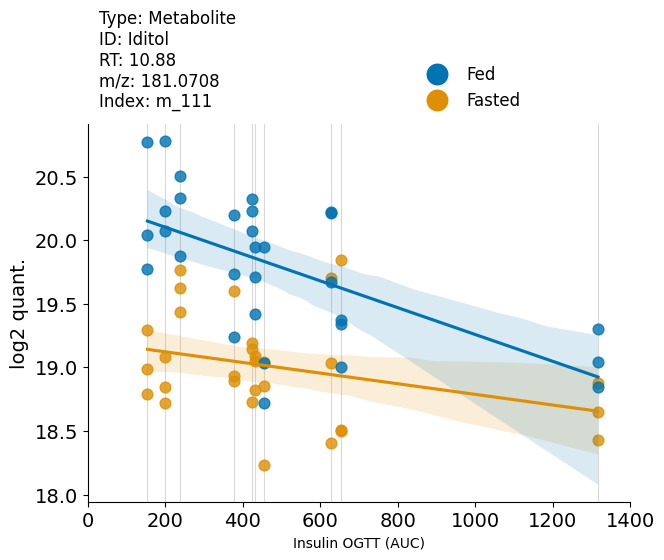 Type: Metabolite
ID: Iditol
RT: 10.88
m/z: 181.0708
Index: m_111
Fed
Fasted
20.5
20.0
19.5
19.0
18.5
18.0
log2 quant.
0 200 400 600 800 1000 1200 1400
Insulin OGTT (AUC)